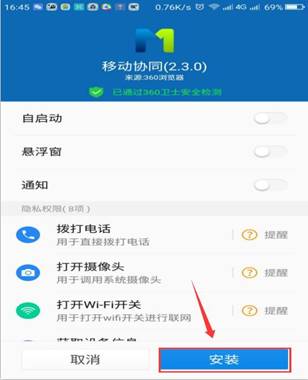 16:45
0.76K/s
4G
69%
移动协同(2.3.0)
来源:360浏览器
已通过360卫士安全检测
自启动
悬浮窗
通知
隐私权限(8项)
拨打电话
用于直接拨打电话
提醒
打开摄像头
用于调用系统摄像头
提醒
打开Wi-Fi开关
用于打开wifi开关进行联网
提醒
获取设备信息
取消
安装